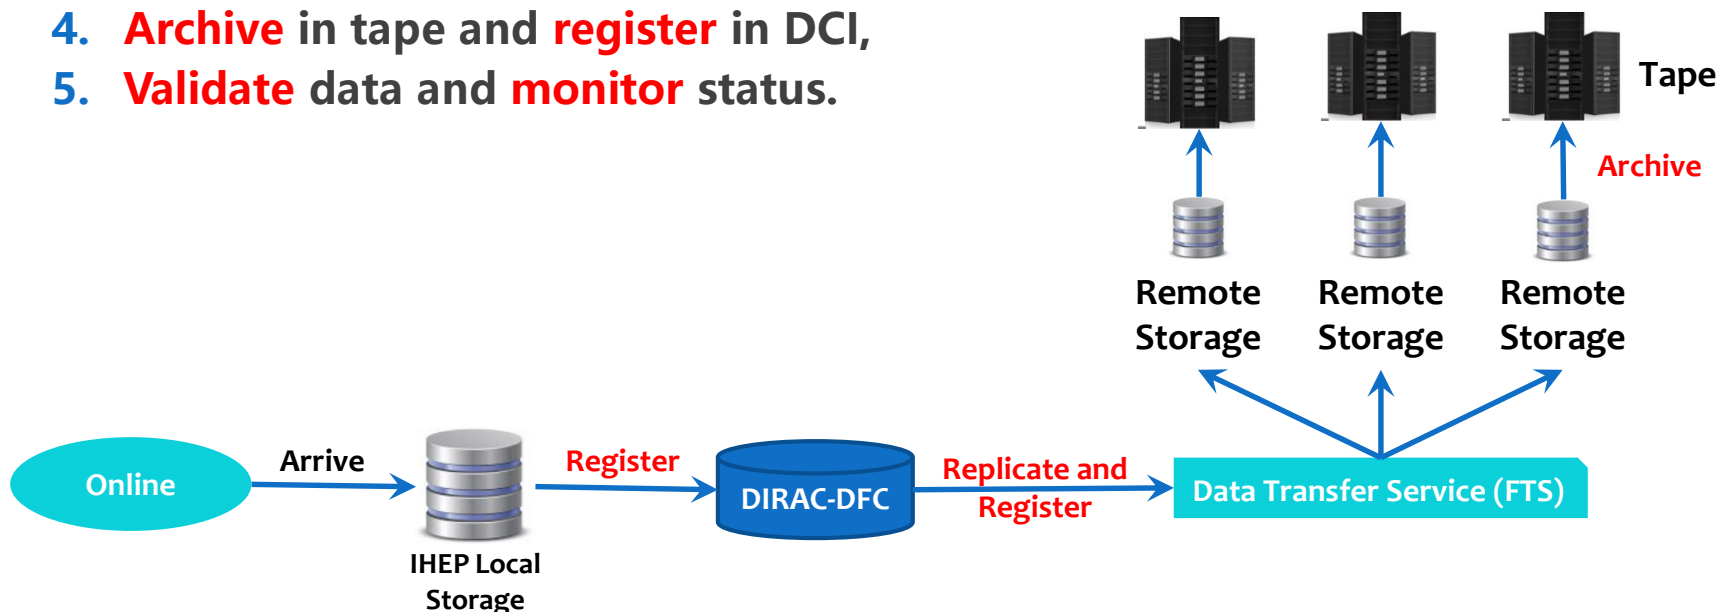 4. Archive in tape and register in DCI,
5. Validate data and monitor status.
Tape
Archive
Remote
Storage
Remote
Storage
Remote
Storage
Online
Arrive
IHEP Local
Storage
Register
DIRAC-DFC
Replicate and
Register
Data Transfer Service (FTS)